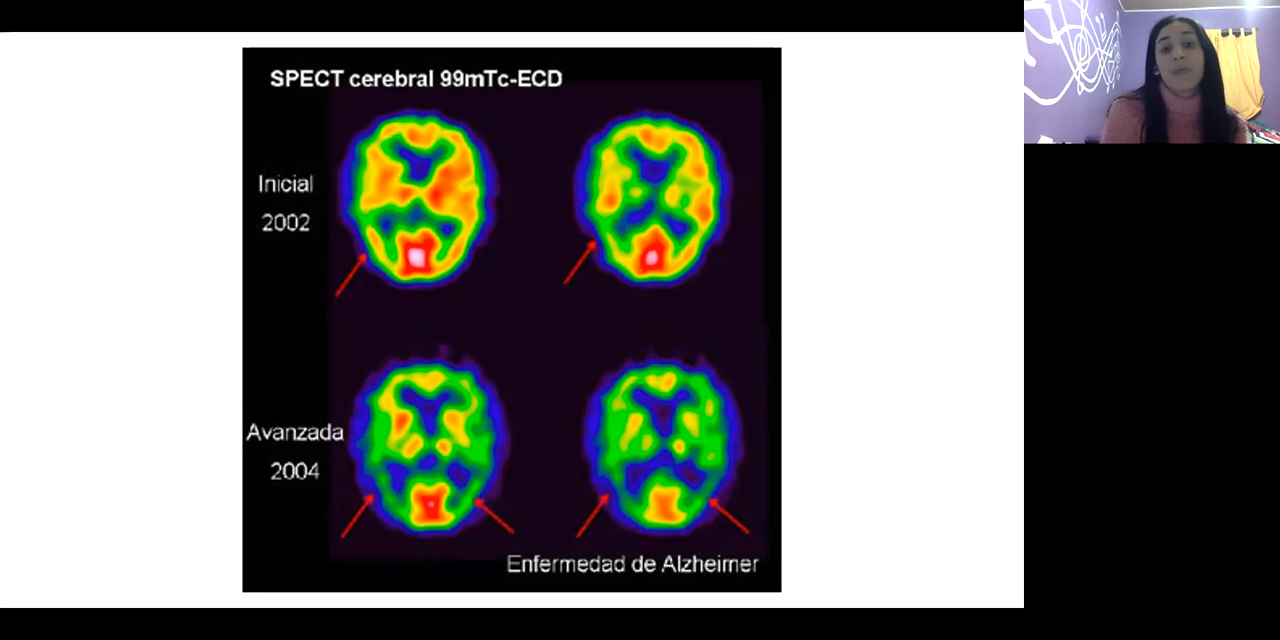 SPECT cerebral 99mTc-ECD
Inicial
2002
Avanzada
2004
Enfermedad de Alzheimer